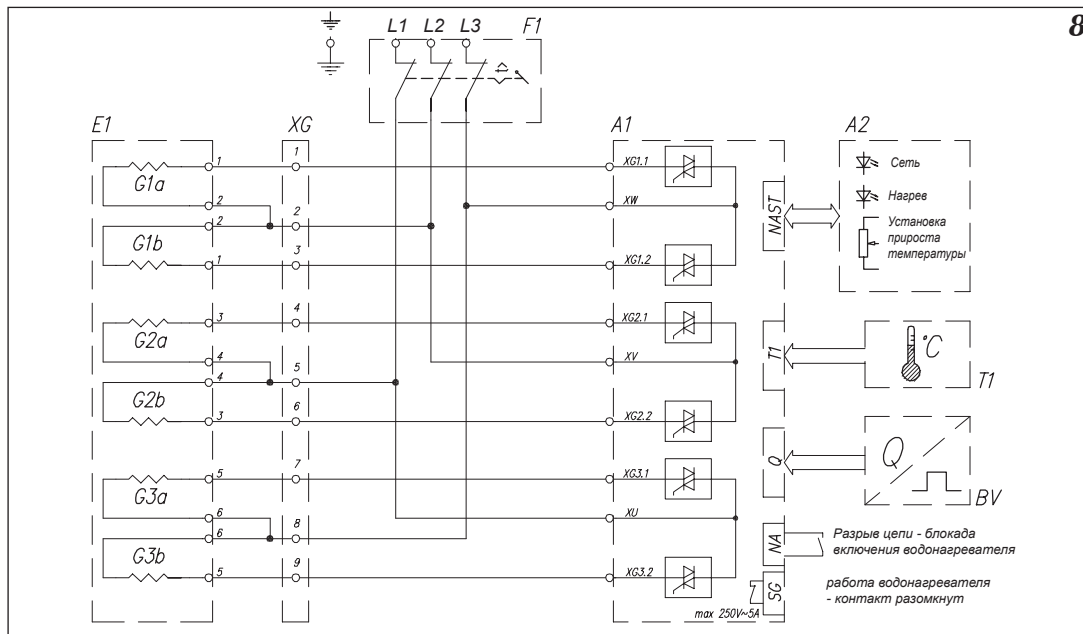 8
L1 L2 L3 F1
E1 XG A1 A2
1 1 XG1.1 Сеть
G1a
2 XW NAST Нагрев
2 2
G1b Установка
прироста
температуры
1 3 XG1.2
3 4 XG2.1
G2a
4 XV T1 °C
4 5
G2b T1
3 6 XG2.2
5 7 XG3.1 Q Q
G3a
6 XU BV
6 8
G3b NA Разрыв цепи - блокада
включения водонагревателя
5 9 XG3.2
SG работа водонагревателя
- контакт разомкнут
max 250V~5A